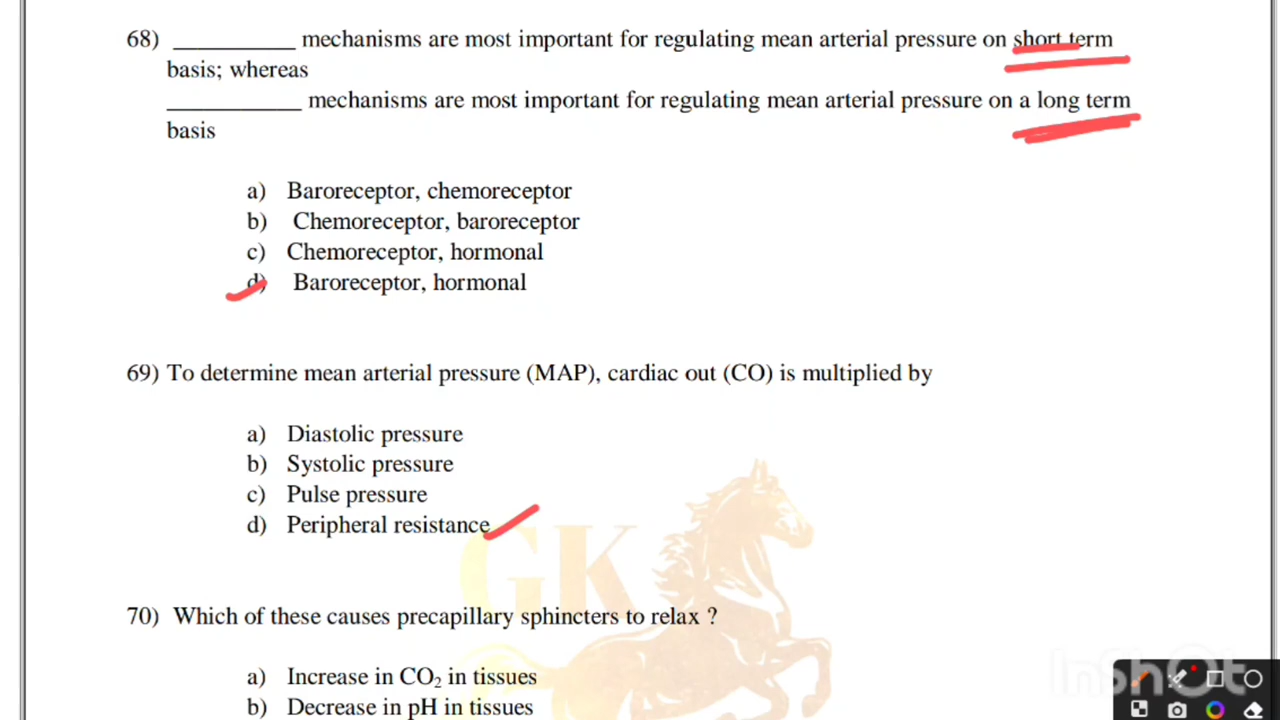 68) __________ mechanisms are most important for regulating mean arterial pressure on short term
basis; whereas
___________ mechanisms are most important for regulating mean arterial pressure on a long term
basis
a) Baroreceptor, chemoreceptor
b) Chemoreceptor, baroreceptor
c) Chemoreceptor, hormonal
d) Baroreceptor, hormonal
69) To determine mean arterial pressure (MAP), cardiac out (CO) is multiplied by
a) Diastolic pressure
b) Systolic pressure
c) Pulse pressure
d) Peripheral resistance
GK
70) Which of these causes precapillary sphincters to relax ?
a) Increase in CO₂ in tissues
b) Decrease in pH in tissues
InShOt